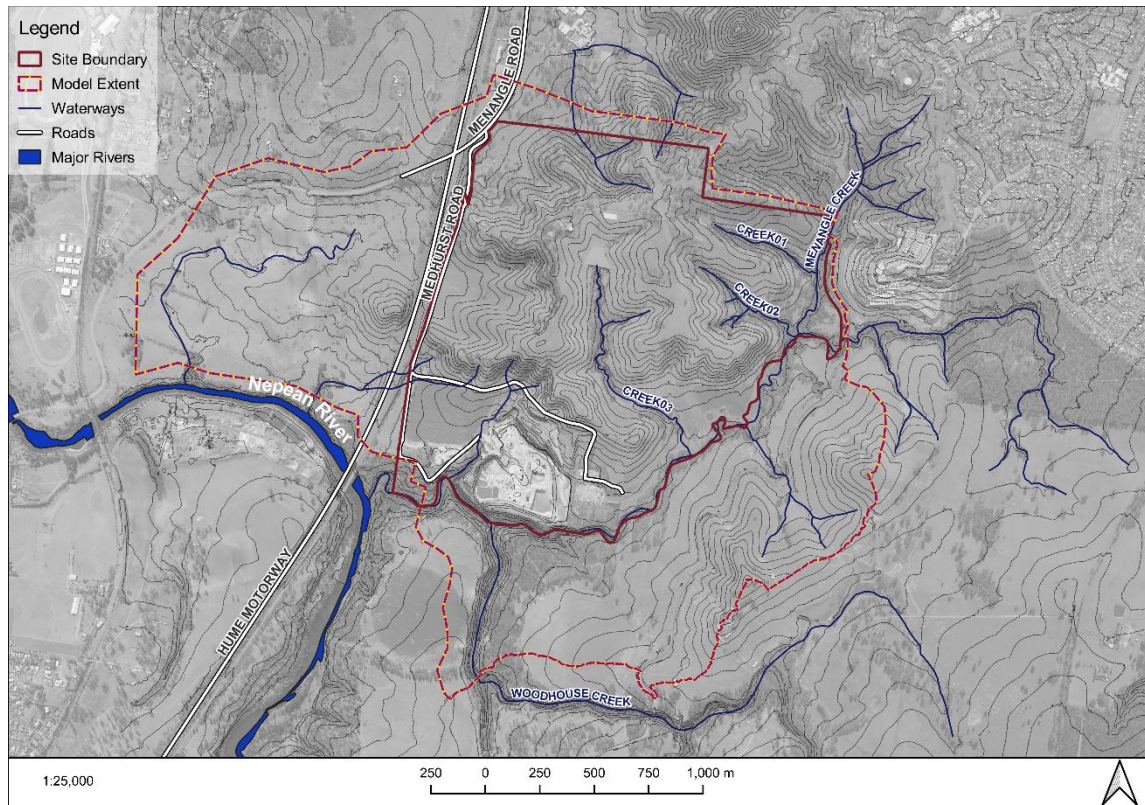 Legend
Site Boundary
Model Extent
Waterways
Roads
Major Rivers
MENANGLE ROAD
MEDHURST ROAD
MENANGLE CREEK
CREEK01
CREEK02
CREEK03
Nepean River
HUME MOTORWAY
WOODHOUSE CREEK
1:25,000
250 0 250 500 750 1,000 m